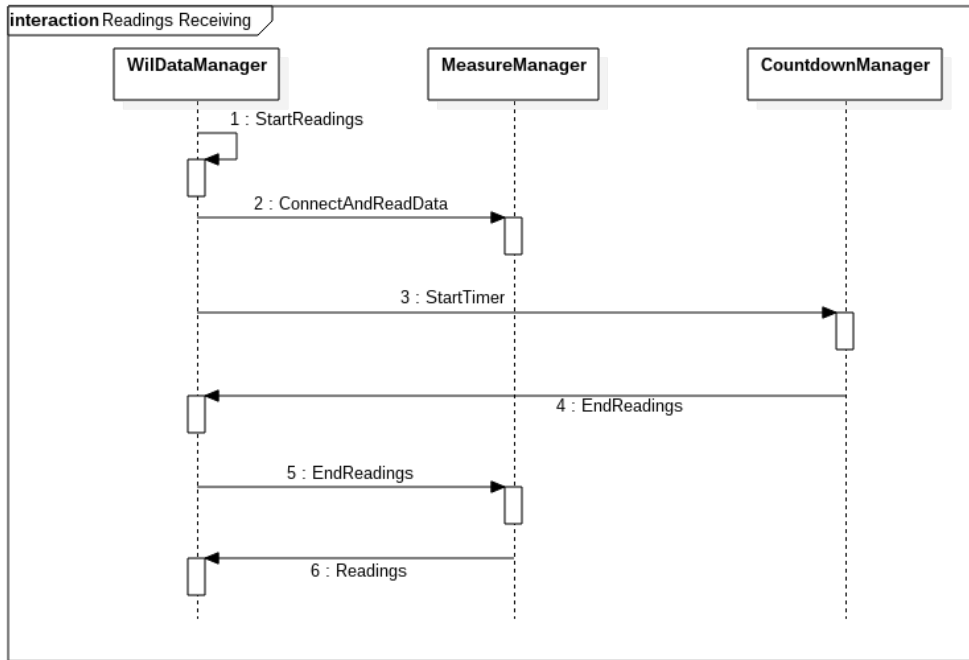 interaction Readings Receiving
WilDataManager
MeasureManager
CountdownManager
1 : StartReadings
2 : ConnectAndReadData
3 : StartTimer
4 : EndReadings
5 : EndReadings
6 : Readings